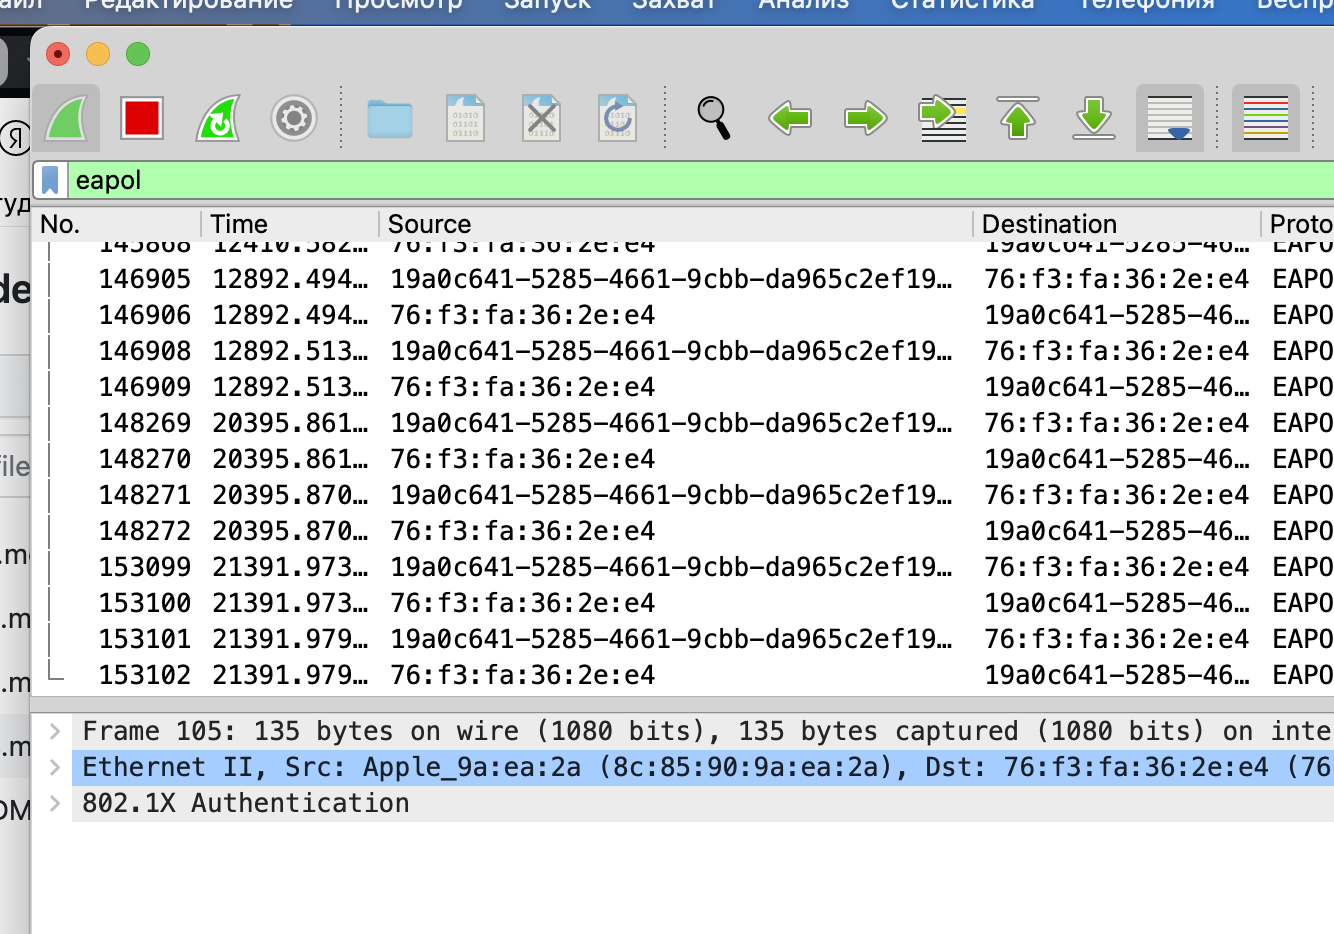 Редактирование Просмотр Запуск Захват Анализ Статистика Телефония
eapol
No. Time Source Destination Proto
145868 12410.582… 76:f3:fa:36:2e:e4 19a0c641-5285-46… EAPO
146905 12892.494… 19a0c641-5285-4661-9cbb-da965c2ef19… 76:f3:fa:36:2e:e4 EAPO
146906 12892.494… 76:f3:fa:36:2e:e4 19a0c641-5285-46… EAPO
146908 12892.513… 19a0c641-5285-4661-9cbb-da965c2ef19… 76:f3:fa:36:2e:e4 EAPO
146909 12892.513… 76:f3:fa:36:2e:e4 19a0c641-5285-46… EAPO
148269 20395.861… 19a0c641-5285-4661-9cbb-da965c2ef19… 76:f3:fa:36:2e:e4 EAPO
148270 20395.861… 76:f3:fa:36:2e:e4 19a0c641-5285-46… EAPO
148271 20395.870… 19a0c641-5285-4661-9cbb-da965c2ef19… 76:f3:fa:36:2e:e4 EAPO
148272 20395.870… 76:f3:fa:36:2e:e4 19a0c641-5285-46… EAPO
153099 21391.973… 19a0c641-5285-4661-9cbb-da965c2ef19… 76:f3:fa:36:2e:e4 EAPO
153100 21391.973… 76:f3:fa:36:2e:e4 19a0c641-5285-46… EAPO
153101 21391.979… 19a0c641-5285-4661-9cbb-da965c2ef19… 76:f3:fa:36:2e:e4 EAPO
153102 21391.979… 76:f3:fa:36:2e:e4 19a0c641-5285-46… EAPO
Frame 105: 135 bytes on wire (1080 bits), 135 bytes captured (1080 bits) on inte
Ethernet II, Src: Apple_9a:ea:2a (8c:85:90:9a:ea:2a), Dst: 76:f3:fa:36:2e:e4 (76
802.1X Authentication